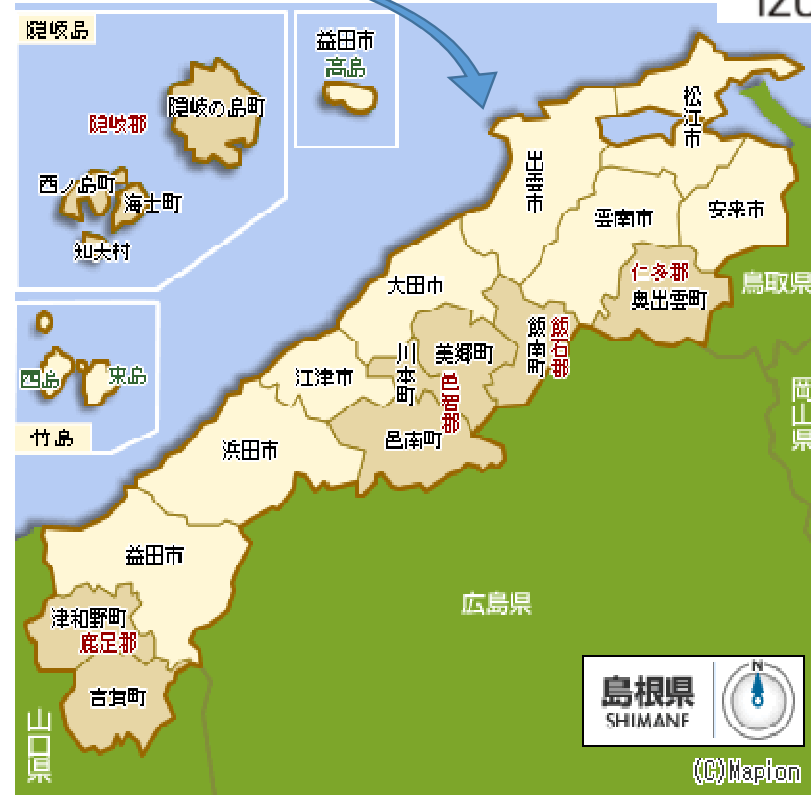 IZU
隠岐島
益田市
高島
隠岐の島町
隠岐郡
西ノ島町
海士町
知夫村
松江市
出雲市
雲南市
安来市
仁多郡
奥出雲町
鳥取県
大田市
飯南町
飯石郡
美郷町
川本町
邑智郡
江津市
西島
東島
竹島
岡山県
邑南町
浜田市
益田市
広島県
津和野町
鹿足郡
吉賀町
山口県
島根県
SHIMANE
N
(C)Mapion